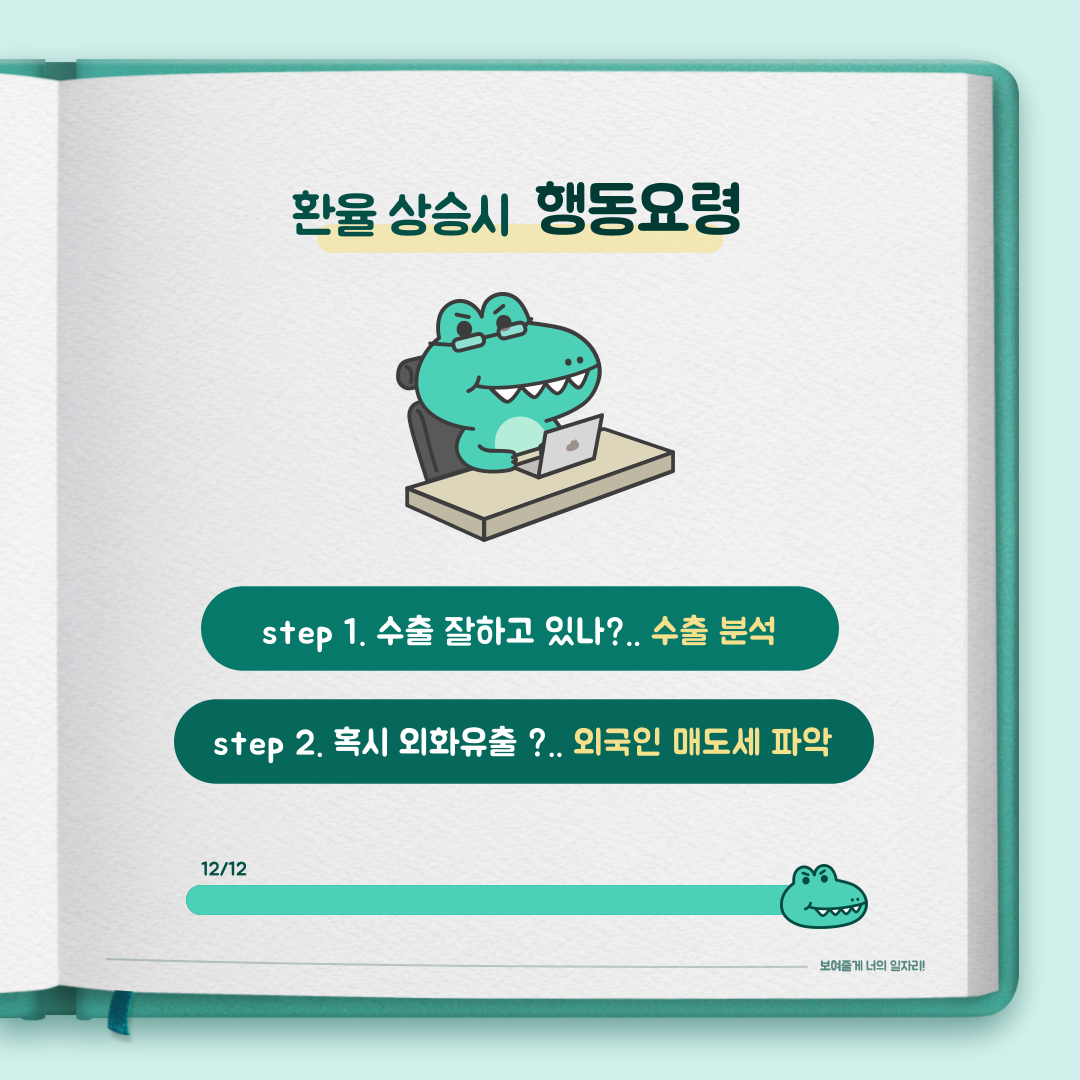 환율 상승시 행동요령
step 1. 수출 잘하고 있나?.. 수출 분석
step 2. 혹시 외화유출 ?.. 외국인 매도세 파악
12/12
보여줄게 너의 일자리!